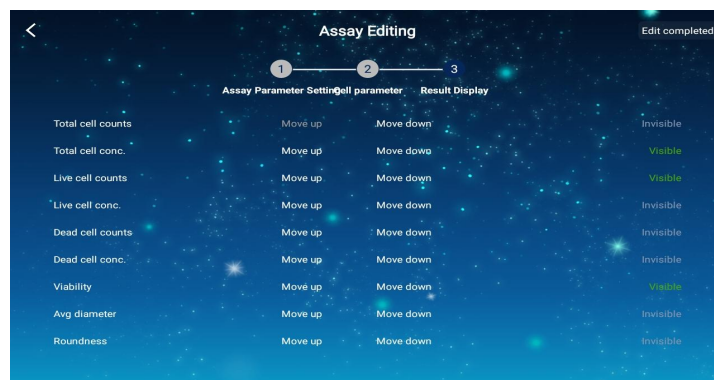 Assay Editing
Edit completed
1 2 3
Assay Parameter Setting Cell parameter Result Display
Total cell counts Move up Move down Invisible
Total cell conc. Move up Move down Visible
Live cell counts Move up Move down Visible
Live cell conc. Move up Move down Invisible
Dead cell counts Move up Move down Invisible
Dead cell conc. Move up Move down Invisible
Viability Move up Move down Visible
Avg diameter Move up Move down Invisible
Roundness Move up Move down Invisible